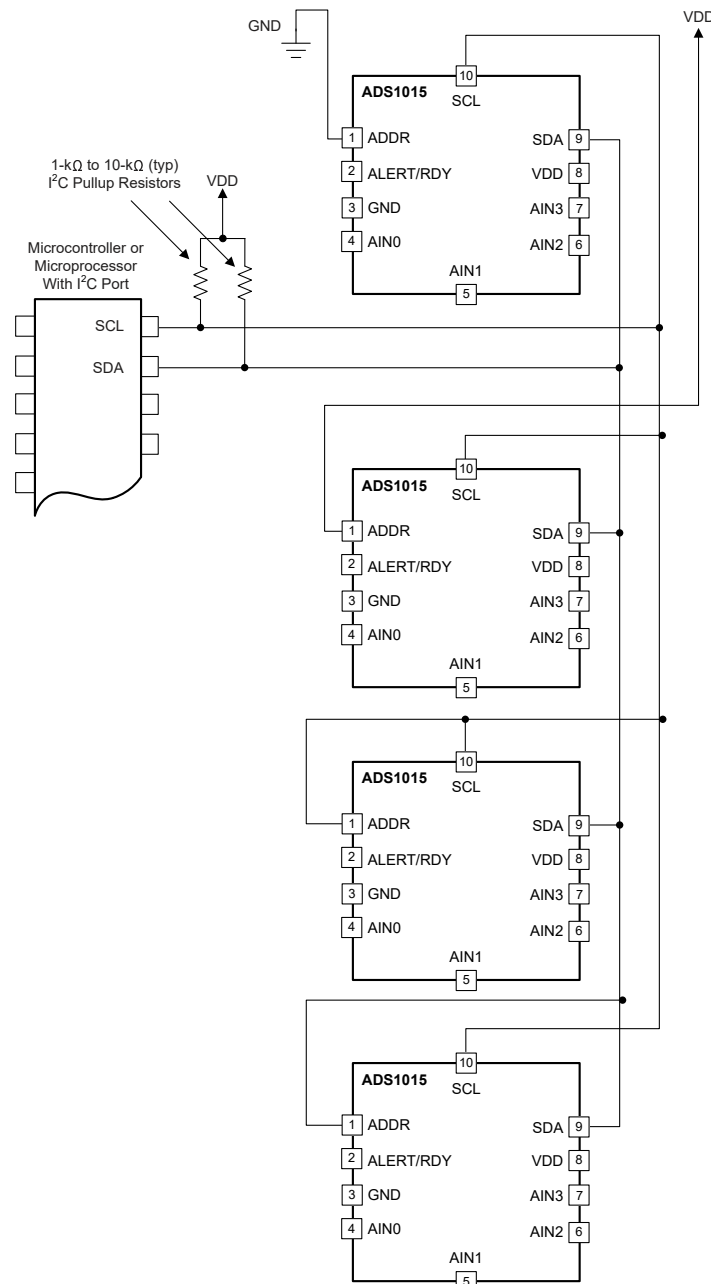 GND
VDD
10
ADS1015
SCL
1 ADDR
SDA 9
2 ALERT/RDY
VDD 8
3 GND
AIN3 7
4 AIN0
AIN2 6
AIN1
5
1-kΩ to 10-kΩ (typ)
I²C Pullup Resistors
VDD
Microcontroller or
Microprocessor
With I²C Port
SCL
SDA
10
ADS1015
SCL
1 ADDR
SDA 9
2 ALERT/RDY
VDD 8
3 GND
AIN3 7
4 AIN0
AIN2 6
AIN1
5
10
ADS1015
SCL
1 ADDR
SDA 9
2 ALERT/RDY
VDD 8
3 GND
AIN3 7
4 AIN0
AIN2 6
AIN1
5
10
ADS1015
SCL
1 ADDR
SDA 9
2 ALERT/RDY
VDD 8
3 GND
AIN3 7
4 AIN0
AIN2 6
AIN1
5